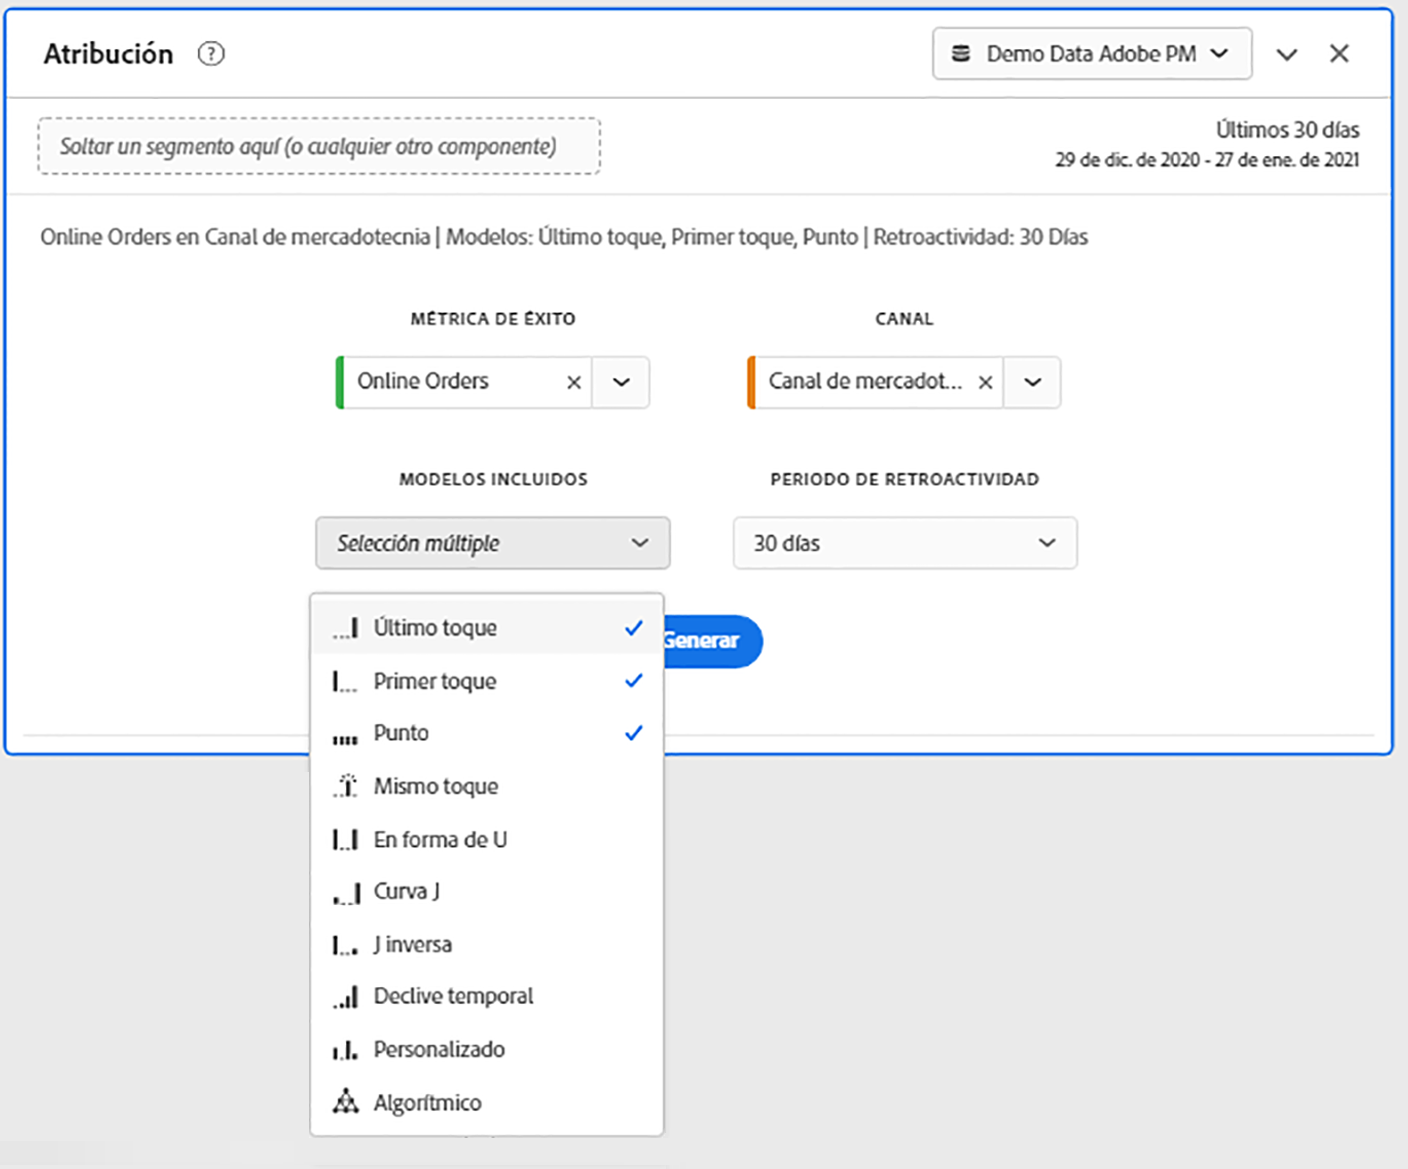 Atribución ?
Demo Data Adobe PM
Soltar un segmento aquí (o cualquier otro componente)
Últimos 30 días
29 de dic. de 2020 - 27 de ene. de 2021
Online Orders en Canal de mercadotecnia | Modelos: Último toque, Primer toque, Punto | Retroactividad: 30 Días
MÉTRICA DE ÉXITO
CANAL
Online Orders
Canal de mercadot...
MODELOS INCLUIDOS
PERIODO DE RETROACTIVIDAD
Selección múltiple
30 días
Generar
Último toque
Primer toque
Punto
Mismo toque
En forma de U
Curva J
J inversa
Declive temporal
Personalizado
Algorítmico